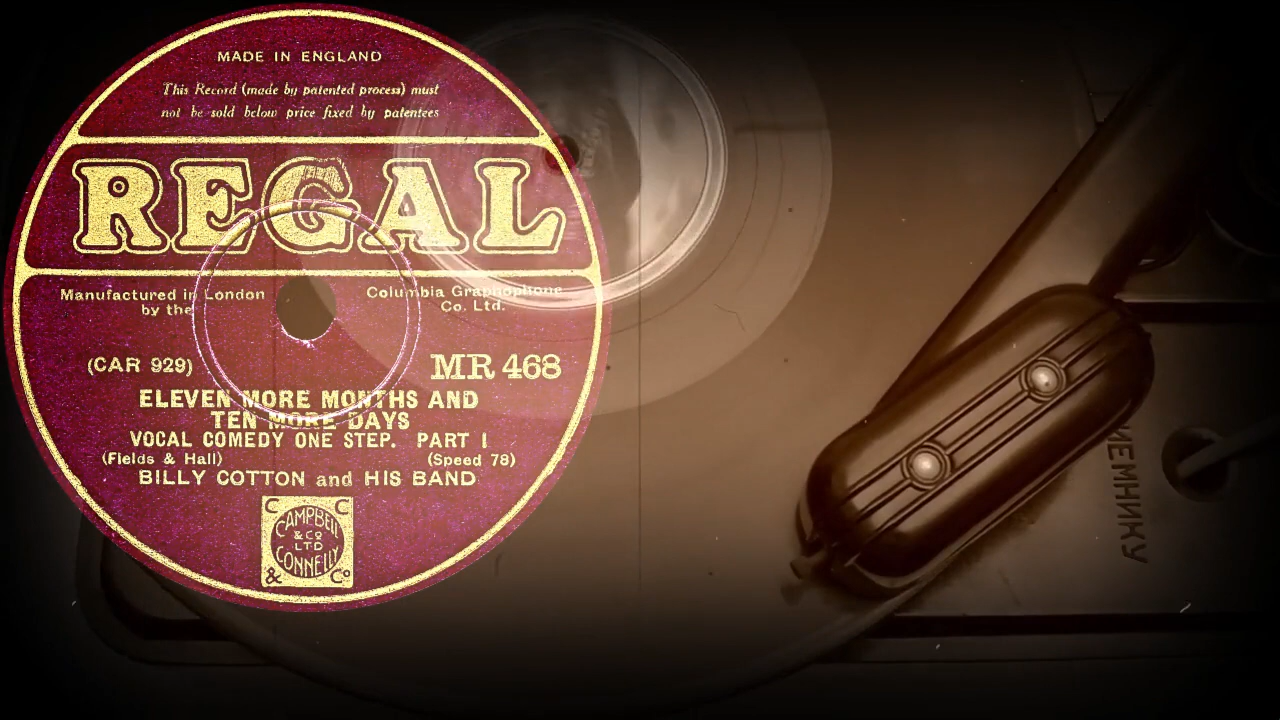 MADE IN ENGLAND
This Record (made by patented process) must
not be sold below price fixed by patentees
REGAL
Manufactured in London
by the
Columbia Graphophone
Co. Ltd.
(CAR 929)
MR 468
ELEVEN MORE MONTHS AND
TEN MORE DAYS
VOCAL COMEDY ONE STEP. PART I
(Fields & Hall)
(Speed 78)
BILLY COTTON and HIS BAND
C C
CAMPBELL
& CO
LTD
CONNELLY
& Co
ЕМНИКУ